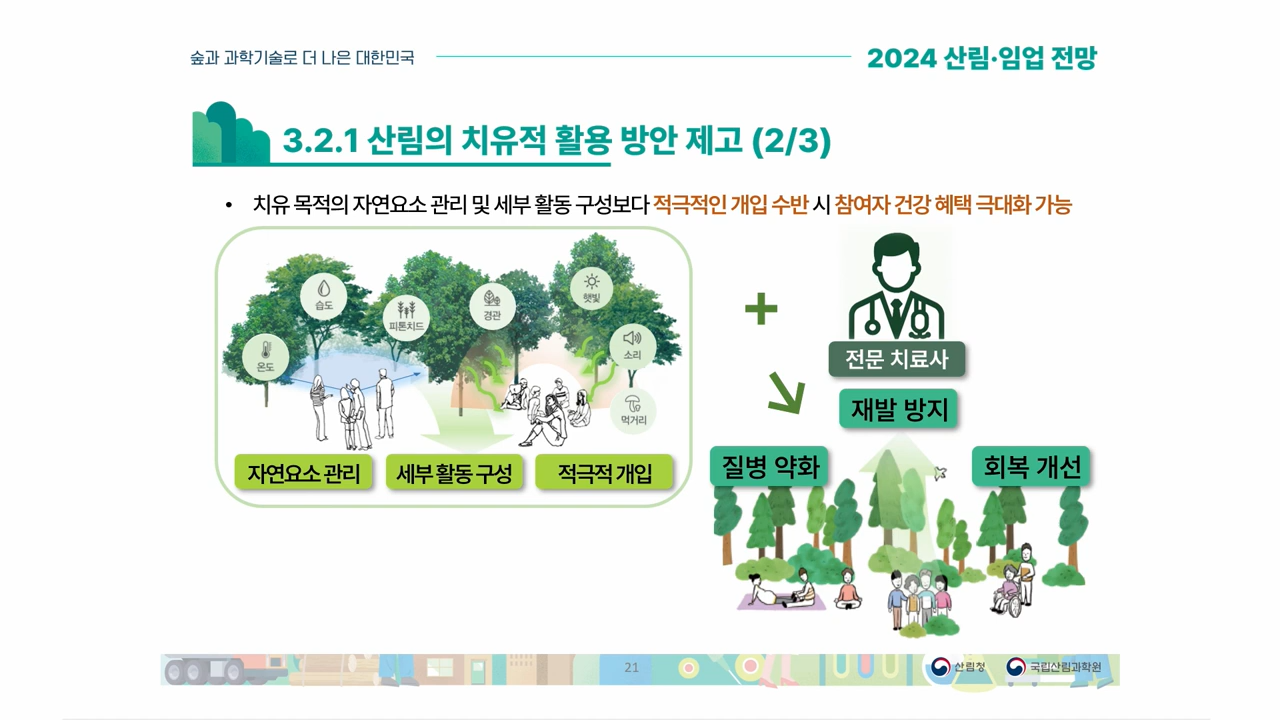 숲과 과학기술로 더 나은 대한민국
2024 산림·임업 전망
3.2.1 산림의 치유적 활용 방안 제고 (2/3)
• 치유 목적의 자연요소 관리 및 세부 활동 구성보다 적극적인 개입 수반 시 참여자 건강 혜택 극대화 가능
습도
피톤치드
경관
햇빛
온도
소리
먹거리
자연요소 관리
세부 활동 구성
적극적 개입
+
전문 치료사
재발 방지
질병 약화
회복 개선
21
산림청
국립산림과학원